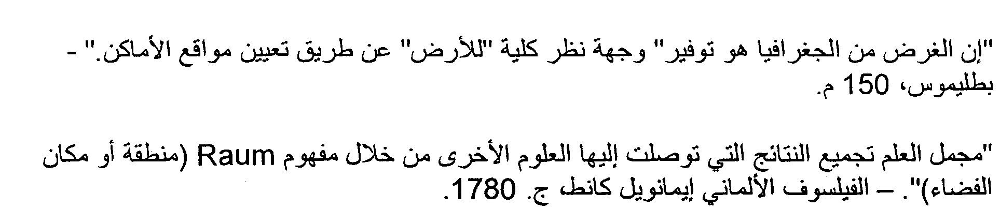 "إن الغرض من الجغرافيا هو توفير" وجهة نظر كلية "للأرض" عن طريق تعيين مواقع الأماكن." -
بطليموس، 150 م.
"مجمل العلم تجميع النتائج التي توصلت إليها العلوم الأخرى من خلال مفهوم Raum (منطقة أو مكان
الفضاء)". – الفيلسوف الألماني إيمانويل كانط، ج. 1780.